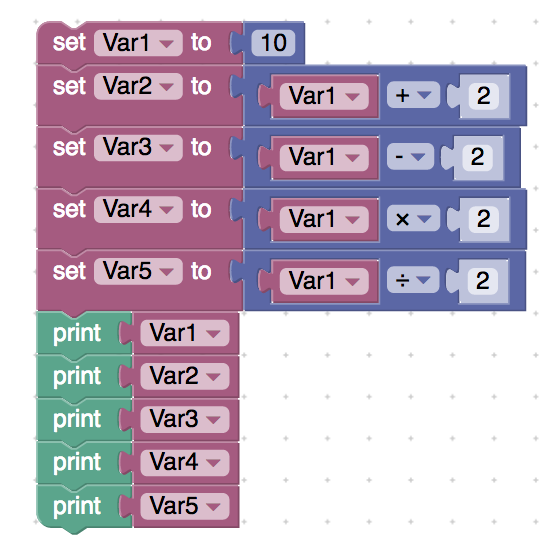 set Var1 to 10
set Var2 to Var1 + 2
set Var3 to Var1 - 2
set Var4 to Var1 × 2
set Var5 to Var1 ÷ 2
print Var1
print Var2
print Var3
print Var4
print Var5